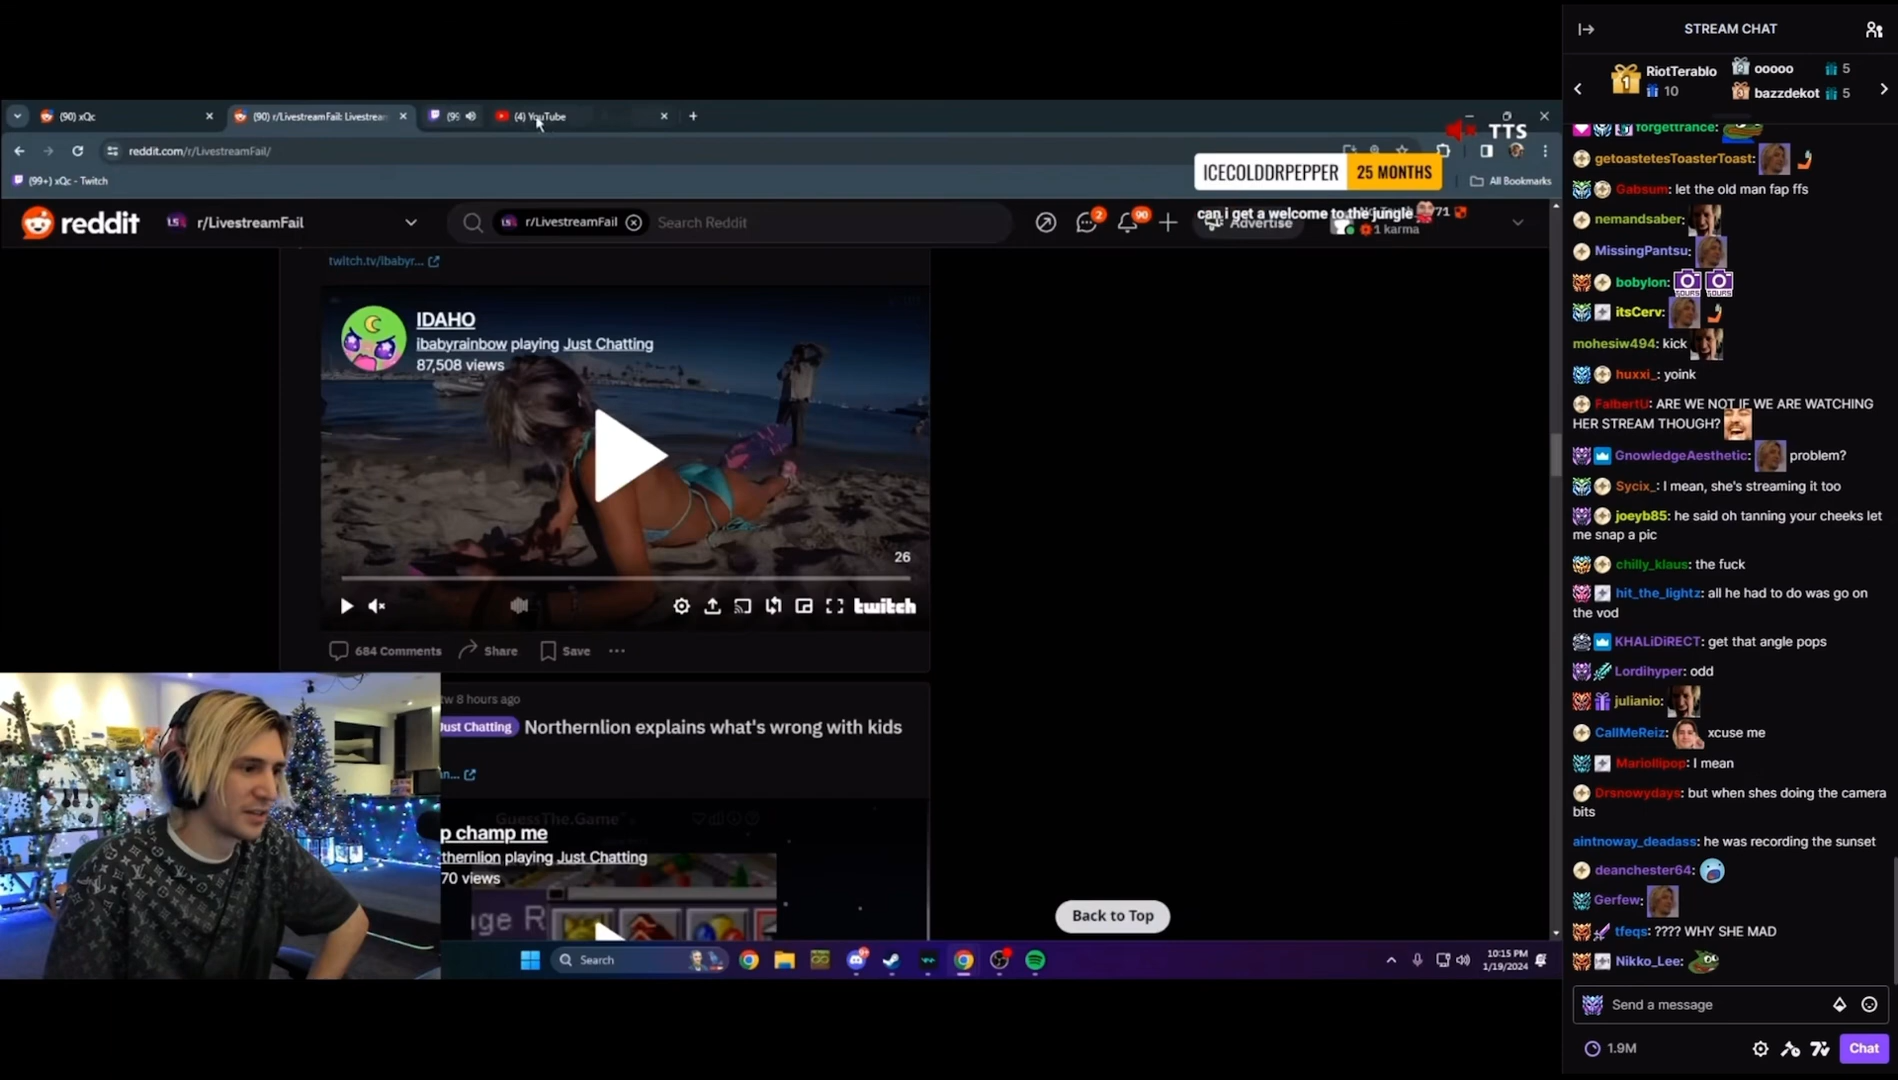 STREAM CHAT
RiotTerablo
10
ooooo 5
bazzdekot 5
(90) xQc
(90) r/LivestreamFail: Livestrea
(99
(4) YouTube
reddit.com/r/LivestreamFail/
(99+) xQc - Twitch
All Bookmarks
TTS
ICECOLDDRPEPPER 25 MONTHS
can i get a welcome to the jungle
reddit
r/LivestreamFail
r/LivestreamFail
Search Reddit
2
90
Advertise
71
1 karma
twitch.tv/ibabyr...
IDAHO
ibabyrainbow playing Just Chatting
87,508 views
26
twitch
684 Comments
Share
Save
tw 8 hours ago
Just Chatting
Northernlion explains what's wrong with kids
n...
GuessThe.Game
p champ me
thernlion playing Just Chatting
70 views
ge R
Back to Top
Search
10:15 PM
1/19/2024
forgettrance:
getoastetesToasterToast:
Gabsum: let the old man fap ffs
nemandsaber:
MissingPantsu:
bobylon:
itsCerv:
mohesiw494: kick
huxxi_: yoink
FalbertU: ARE WE NOT IF WE ARE WATCHING
HER STREAM THOUGH?
GnowledgeAesthetic: problem?
Sycix_: I mean, she's streaming it too
joeyb85: he said oh tanning your cheeks let
me snap a pic
chilly_klaus: the fuck
hit_the_lightz: all he had to do was go on
the vod
KHALiDiRECT: get that angle pops
Lordihyper: odd
julianio:
CallMeReiz: xcuse me
Mariollipop: I mean
Drsnowydays: but when shes doing the camera
bits
aintnoway_deadass: he was recording the sunset
deanchester64:
Gerfew:
tfeqs: ???? WHY SHE MAD
Nikko_Lee:
Send a message
1.9M
Chat